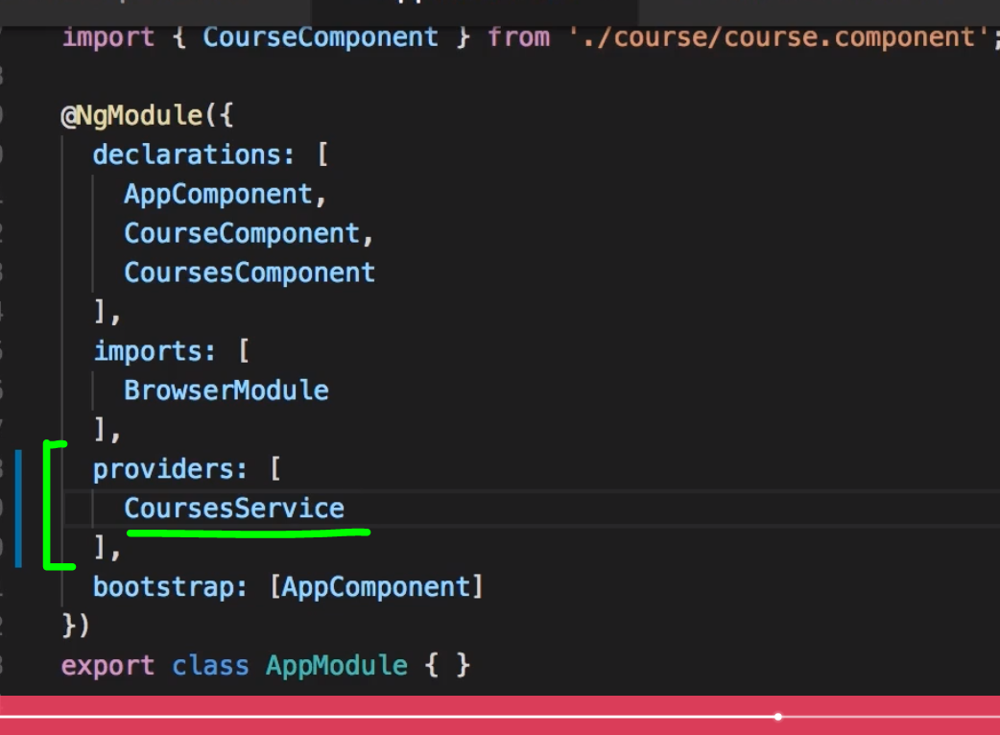 import { CourseComponent } from './course/course.component';
@NgModule({
declarations: [
AppComponent,
CourseComponent,
CoursesComponent
],
imports: [
BrowserModule
],
providers: [
CoursesService
],
bootstrap: [AppComponent]
})
export class AppModule { }